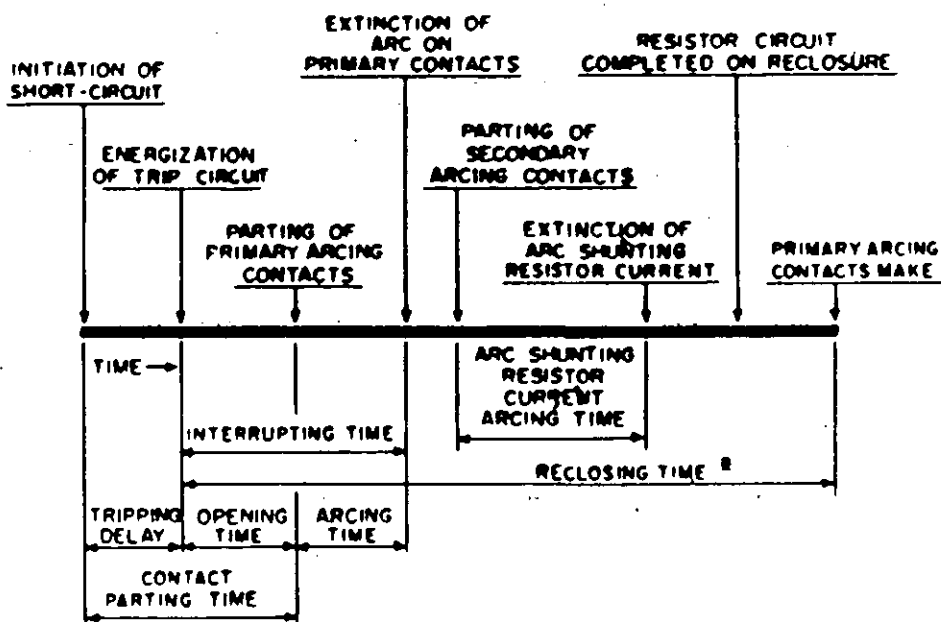 INITIATION OF
SHORT-CIRCUIT
ENERGIZATION
OF TRIP CIRCUIT
PARTING OF
PRIMARY ARCING
CONTACTS
EXTINCTION OF
ARC ON
PRIMARY CONTACTS
PARTING OF
SECONDARY
ARCING CONTACTS
EXTINCTION OF
ARC SHUNTING
RESISTOR CURRENT
RESISTOR CIRCUIT
COMPLETED ON RECLOSURE
PRIMARY ARCING
CONTACTS MAKE
TIME
ARC SHUNTING
RESISTOR
CURRENT
ARCING TIME
INTERRUPTING TIME
RECLOSING TIME
TRIPPING
DELAY
OPENING
TIME
ARCING
TIME
CONTACT
PARTING TIME